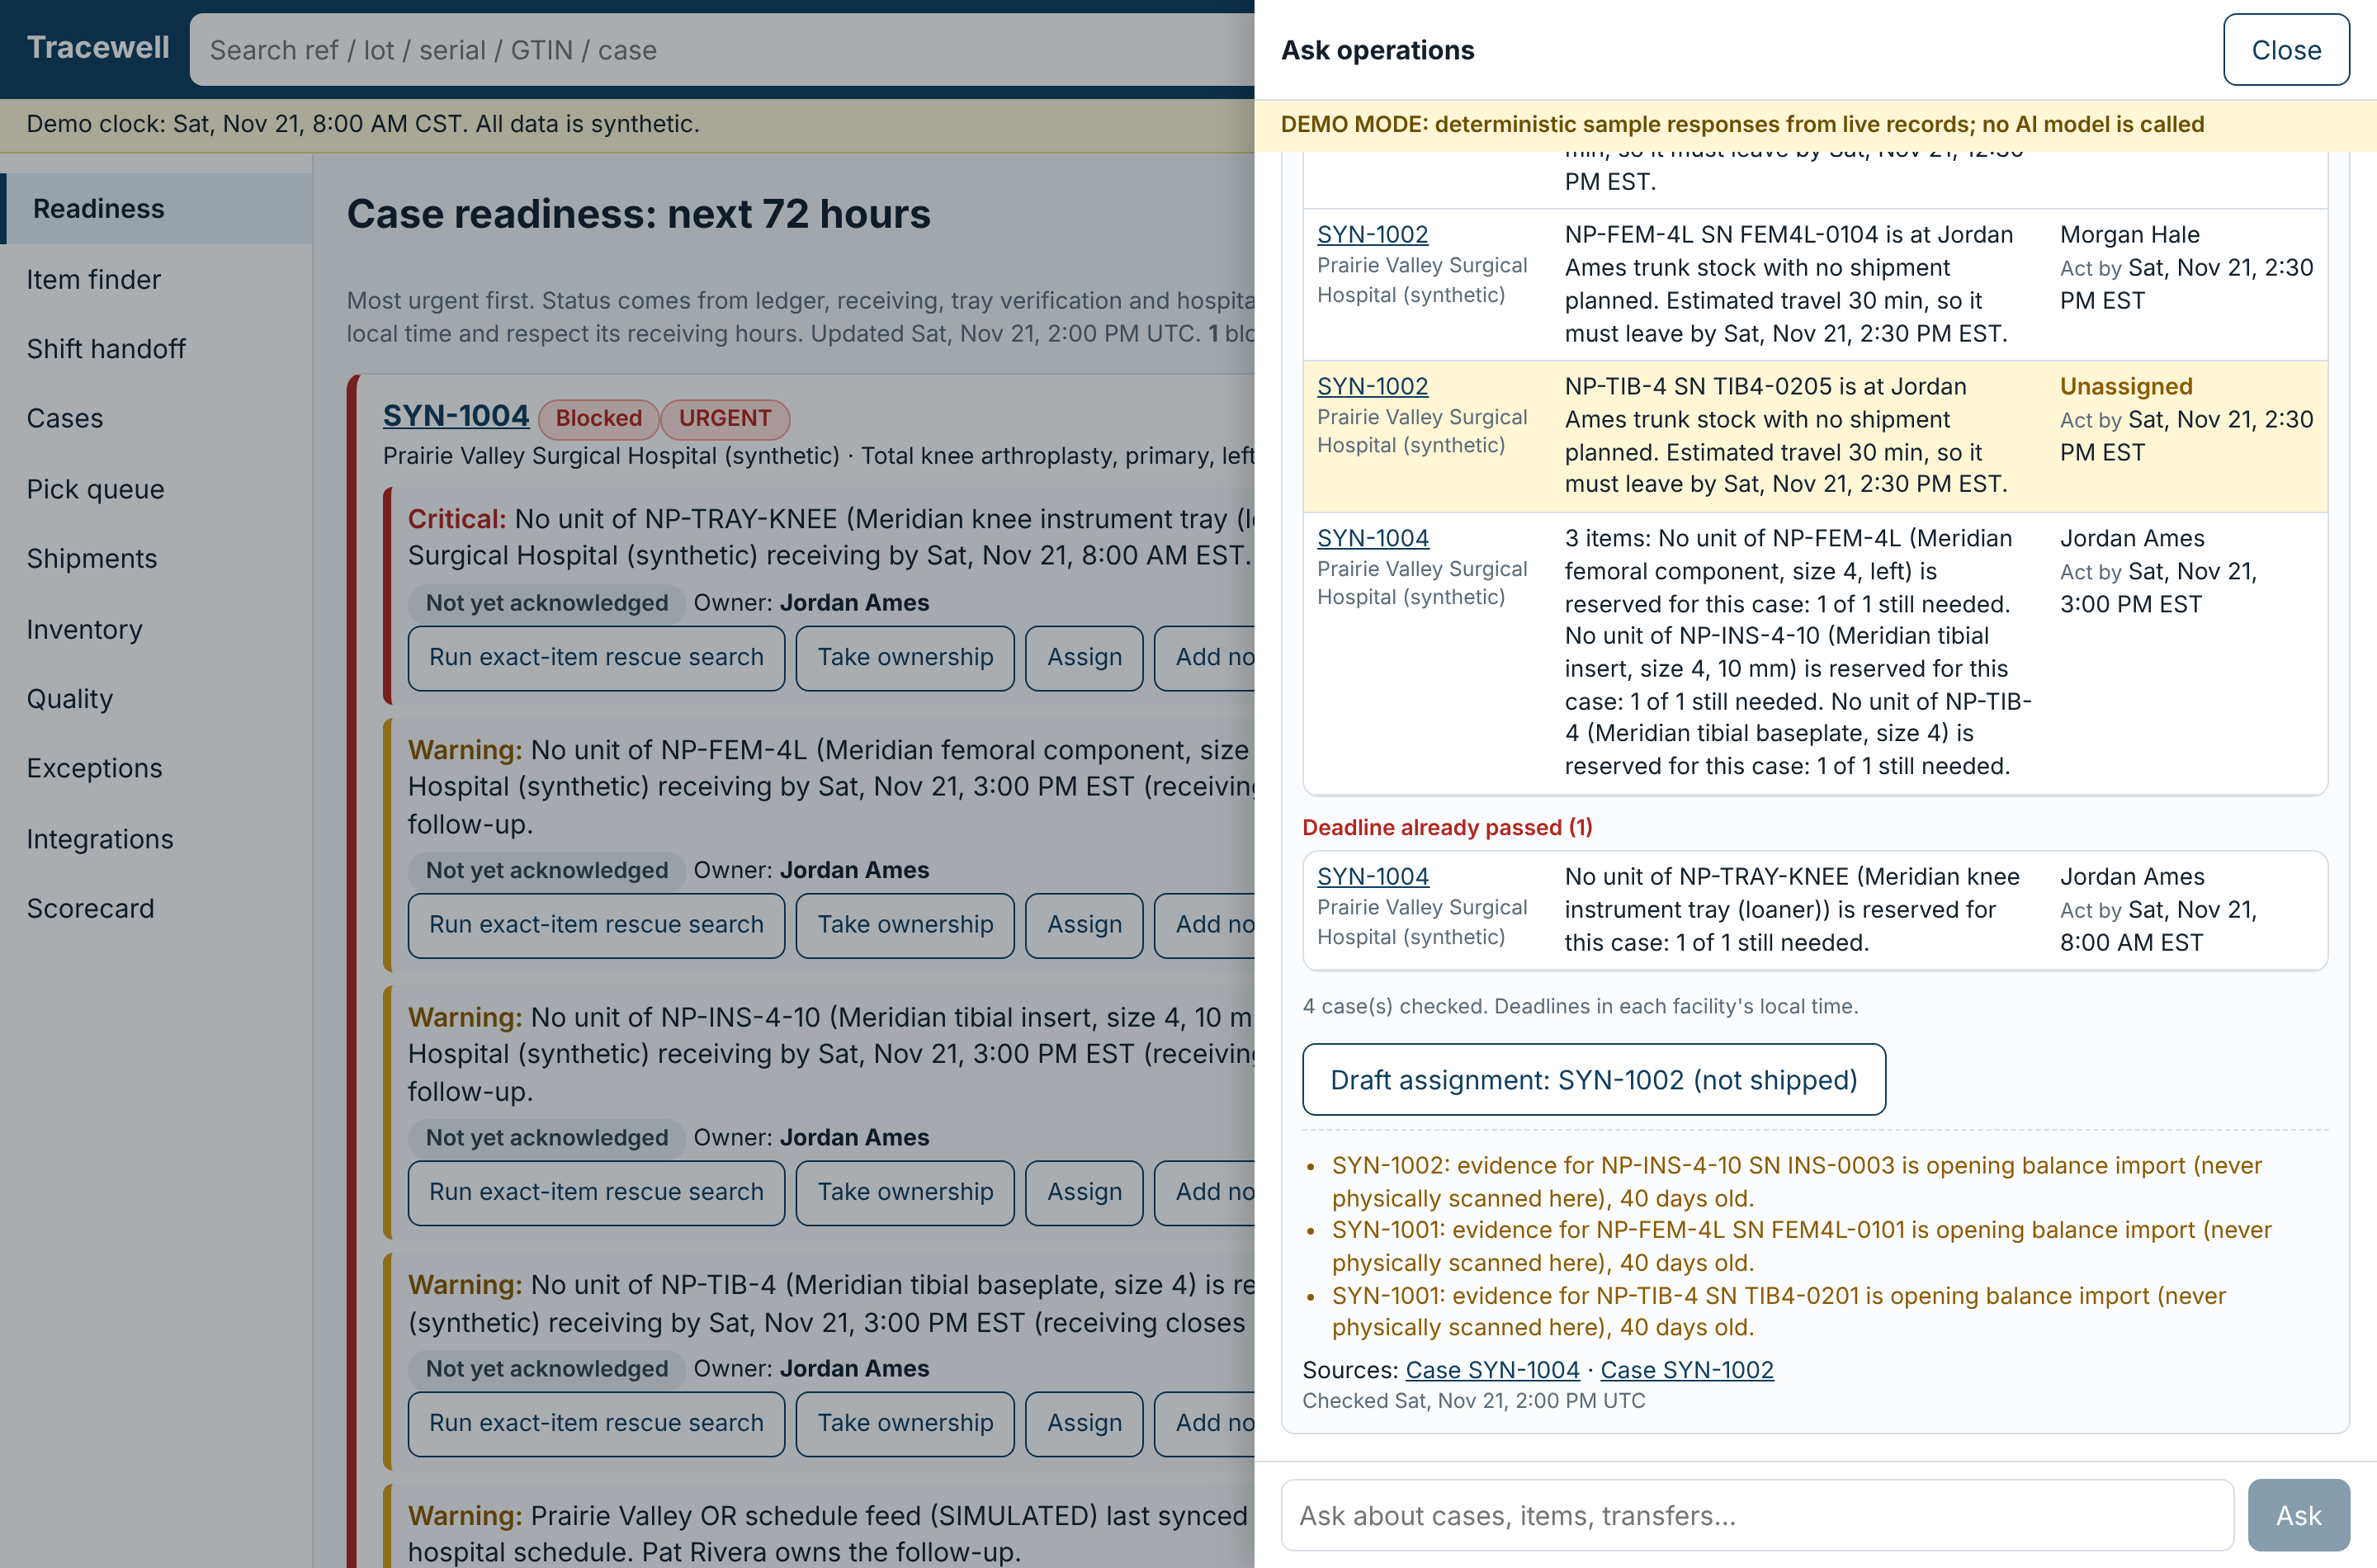 Tracewell
Search ref / lot / serial / GTIN / case
Demo clock: Sat, Nov 21, 8:00 AM CST. All data is synthetic.
Readiness
Item finder
Shift handoff
Cases
Pick queue
Shipments
Inventory
Quality
Exceptions
Integrations
Scorecard
Case readiness: next 72 hours
Most urgent first. Status comes from ledger, receiving, tray verification and hospita
local time and respect its receiving hours. Updated Sat, Nov 21, 2:00 PM UTC. 1 blo
SYN-1004 Blocked URGENT
Prairie Valley Surgical Hospital (synthetic) · Total knee arthroplasty, primary, left
Critical: No unit of NP-TRAY-KNEE (Meridian knee instrument tray (l
Surgical Hospital (synthetic) receiving by Sat, Nov 21, 8:00 AM EST.
Not yet acknowledged Owner: Jordan Ames
Run exact-item rescue search Take ownership Assign Add no
Warning: No unit of NP-FEM-4L (Meridian femoral component, size
Hospital (synthetic) receiving by Sat, Nov 21, 3:00 PM EST (receiving
follow-up.
Not yet acknowledged Owner: Jordan Ames
Run exact-item rescue search Take ownership Assign Add no
Warning: No unit of NP-INS-4-10 (Meridian tibial insert, size 4, 10 m
Hospital (synthetic) receiving by Sat, Nov 21, 3:00 PM EST (receiving
follow-up.
Not yet acknowledged Owner: Jordan Ames
Run exact-item rescue search Take ownership Assign Add no
Warning: No unit of NP-TIB-4 (Meridian tibial baseplate, size 4) is re
(synthetic) receiving by Sat, Nov 21, 3:00 PM EST (receiving closes
Not yet acknowledged Owner: Jordan Ames
Run exact-item rescue search Take ownership Assign Add no
Warning: Prairie Valley OR schedule feed (SIMULATED) last synced
hospital schedule. Pat Rivera owns the follow-up.
Ask operations
Close
DEMO MODE: deterministic sample responses from live records; no AI model is called
min, so it must leave by Sat, Nov 21, 12:30
PM EST.
SYN-1002
Prairie Valley Surgical
Hospital (synthetic)
NP-FEM-4L SN FEM4L-0104 is at Jordan
Ames trunk stock with no shipment
planned. Estimated travel 30 min, so it
must leave by Sat, Nov 21, 2:30 PM EST.
Morgan Hale
Act by Sat, Nov 21, 2:30
PM EST
SYN-1002
Prairie Valley Surgical
Hospital (synthetic)
NP-TIB-4 SN TIB4-0205 is at Jordan
Ames trunk stock with no shipment
planned. Estimated travel 30 min, so it
must leave by Sat, Nov 21, 2:30 PM EST.
Unassigned
Act by Sat, Nov 21, 2:30
PM EST
SYN-1004
Prairie Valley Surgical
Hospital (synthetic)
3 items: No unit of NP-FEM-4L (Meridian
femoral component, size 4, left) is
reserved for this case: 1 of 1 still needed.
No unit of NP-INS-4-10 (Meridian tibial
insert, size 4, 10 mm) is reserved for this
case: 1 of 1 still needed. No unit of NP-TIB-
4 (Meridian tibial baseplate, size 4) is
reserved for this case: 1 of 1 still needed.
Jordan Ames
Act by Sat, Nov 21,
3:00 PM EST
Deadline already passed (1)
SYN-1004
Prairie Valley Surgical
Hospital (synthetic)
No unit of NP-TRAY-KNEE (Meridian knee
instrument tray (loaner)) is reserved for
this case: 1 of 1 still needed.
Jordan Ames
Act by Sat, Nov 21,
8:00 AM EST
4 case(s) checked. Deadlines in each facility's local time.
Draft assignment: SYN-1002 (not shipped)
• SYN-1002: evidence for NP-INS-4-10 SN INS-0003 is opening balance import (never
physically scanned here), 40 days old.
• SYN-1001: evidence for NP-FEM-4L SN FEM4L-0101 is opening balance import (never
physically scanned here), 40 days old.
• SYN-1001: evidence for NP-TIB-4 SN TIB4-0201 is opening balance import (never
physically scanned here), 40 days old.
Sources: Case SYN-1004 · Case SYN-1002
Checked Sat, Nov 21, 2:00 PM UTC
Ask about cases, items, transfers...
Ask